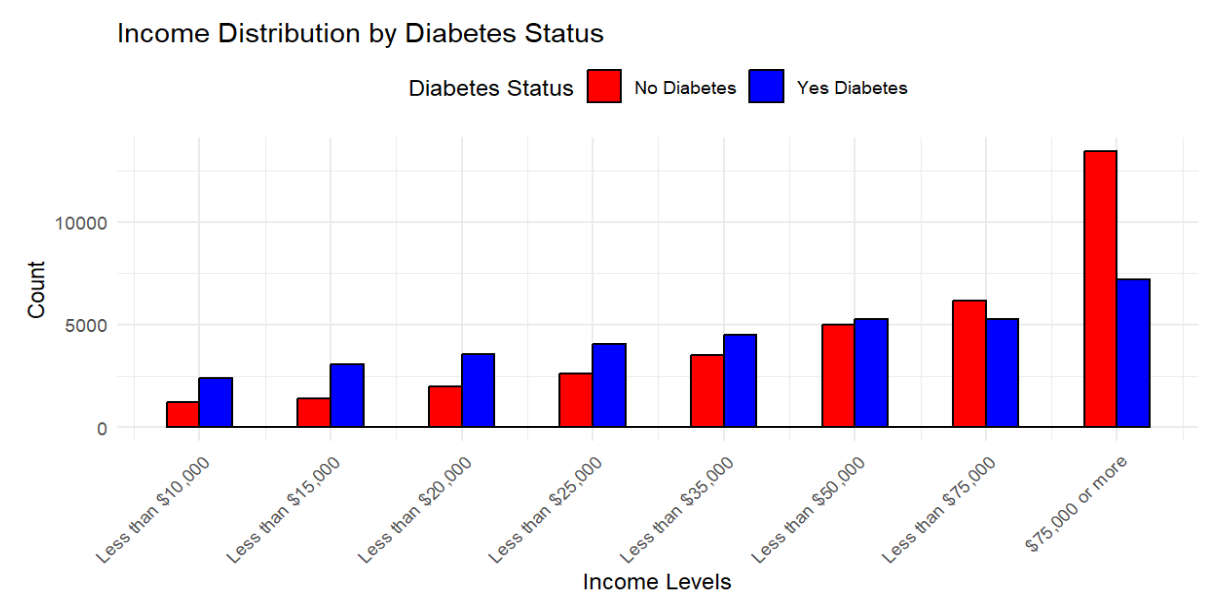 Income Distribution by Diabetes Status
Diabetes Status No Diabetes Yes Diabetes
Count
10000
5000
0
Less than $10,000
Less than $15,000
Less than $20,000
Less than $25,000
Less than $35,000
Less than $50,000
Less than $75,000
$75,000 or more
Income Levels